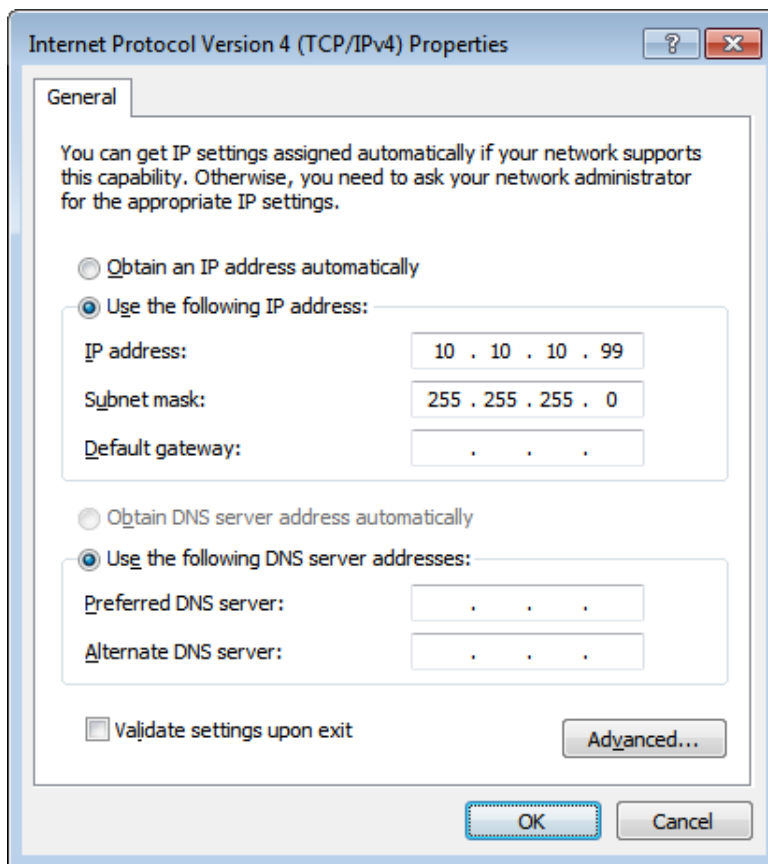 Internet Protocol Version 4 (TCP/IPv4) Properties
?
General
You can get IP settings assigned automatically if your network supports
this capability. Otherwise, you need to ask your network administrator
for the appropriate IP settings.
Obtain an IP address automatically
Use the following IP address:
IP address: 10 . 10 . 10 . 99
Subnet mask: 255 . 255 . 255 . 0
Default gateway: . . .
Obtain DNS server address automatically
Use the following DNS server addresses:
Preferred DNS server: . . .
Alternate DNS server: . . .
Validate settings upon exit
Advanced...
OK Cancel